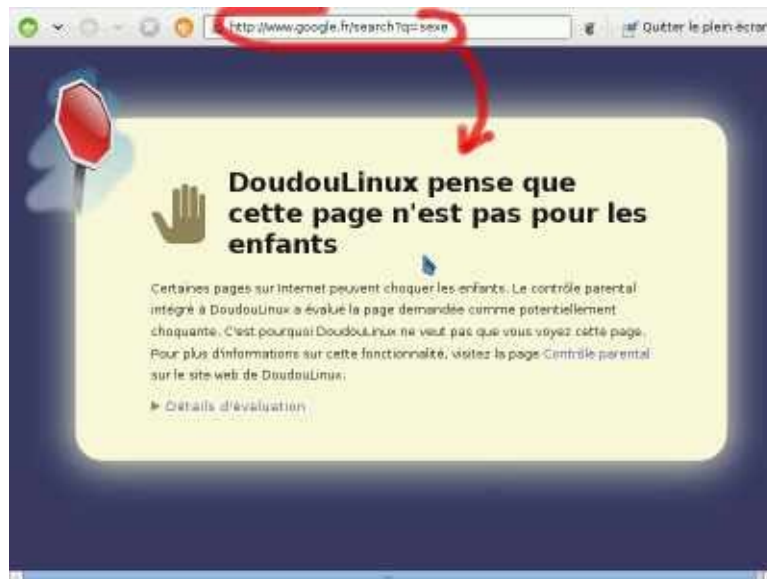 http://www.google.fr/search?q=sexe
Quitter le plein écran
DoudouLinux pense que
cette page n'est pas pour les
enfants
Certaines pages sur Internet peuvent choquer les enfants. Le contrôle parental
intégré à DoudouLinux a évalué la page demandée comme potentiellement
choquante. C'est pourquoi DoudouLinux ne veut pas que vous voyez cette page.
Pour plus d'informations sur cette fonctionnalité, visitez la page Contrôle parental
sur le site web de DoudouLinux.
Détails d'évaluation